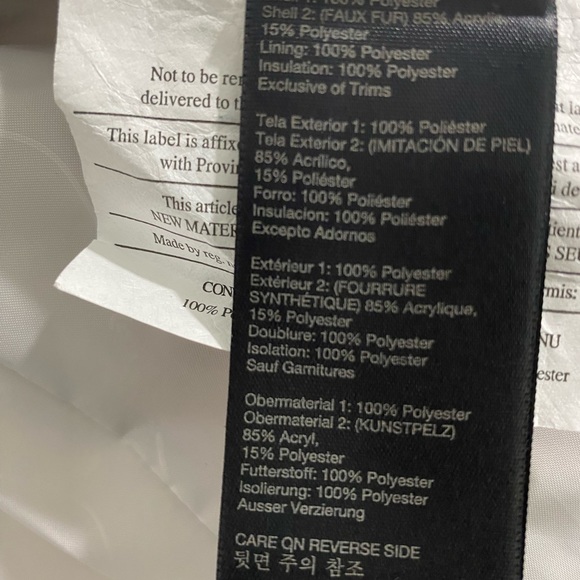 Shell 2: (FAUX FUR) 85% Acrylic
15% Polyester
Lining: 100% Polyester
Insulation: 100% Polyester
Exclusive of Trims
Tela Exterior 1: 100% Poliéster
Tela Exterior 2: (IMITACIÓN DE PIEL)
85% Acrílico,
15% Poliéster
Forro: 100% Poliéster
Insulacion: 100% Poliéster
Excepto Adornos
Extérieur 1: 100% Polyester
Extérieur 2: (FOURRURE
SYNTHÉTIQUE) 85% Acrylique,
15% Polyester
Doublure: 100% Polyester
Isolation: 100% Polyester
Sauf Garnitures
Obermaterial 1: 100% Polyester
Obermaterial 2: (KUNSTPELZ)
85% Acryl,
15% Polyester
Futterstoff: 100% Polyester
Isolierung: 100% Polyester
Ausser Verzierung
CARE ON REVERSE SIDE
뒷면 주의 참조
Not to be
delivered to
This label is
with
This article
NEW
Made by reg.
100%